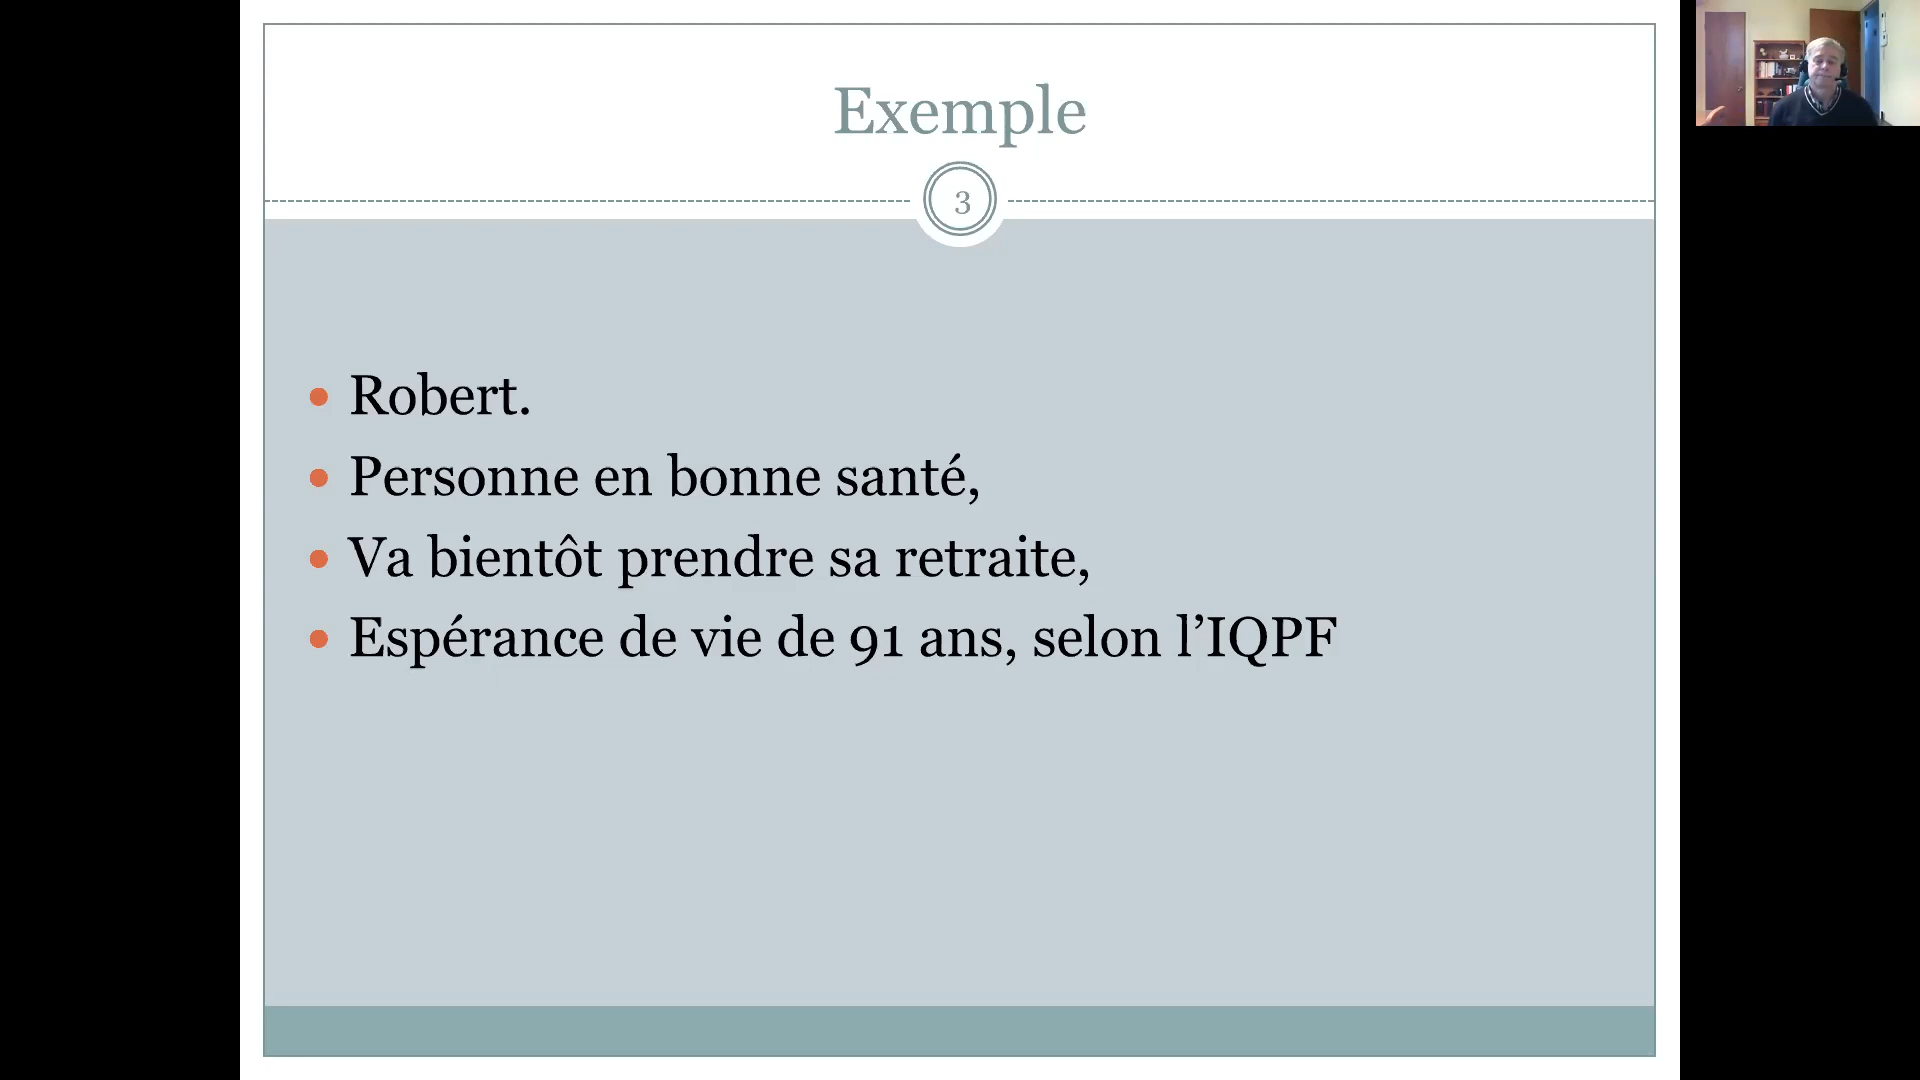 Exemple
3
Robert.
Personne en bonne santé,
Va bientôt prendre sa retraite,
Espérance de vie de 91 ans, selon l’IQPF